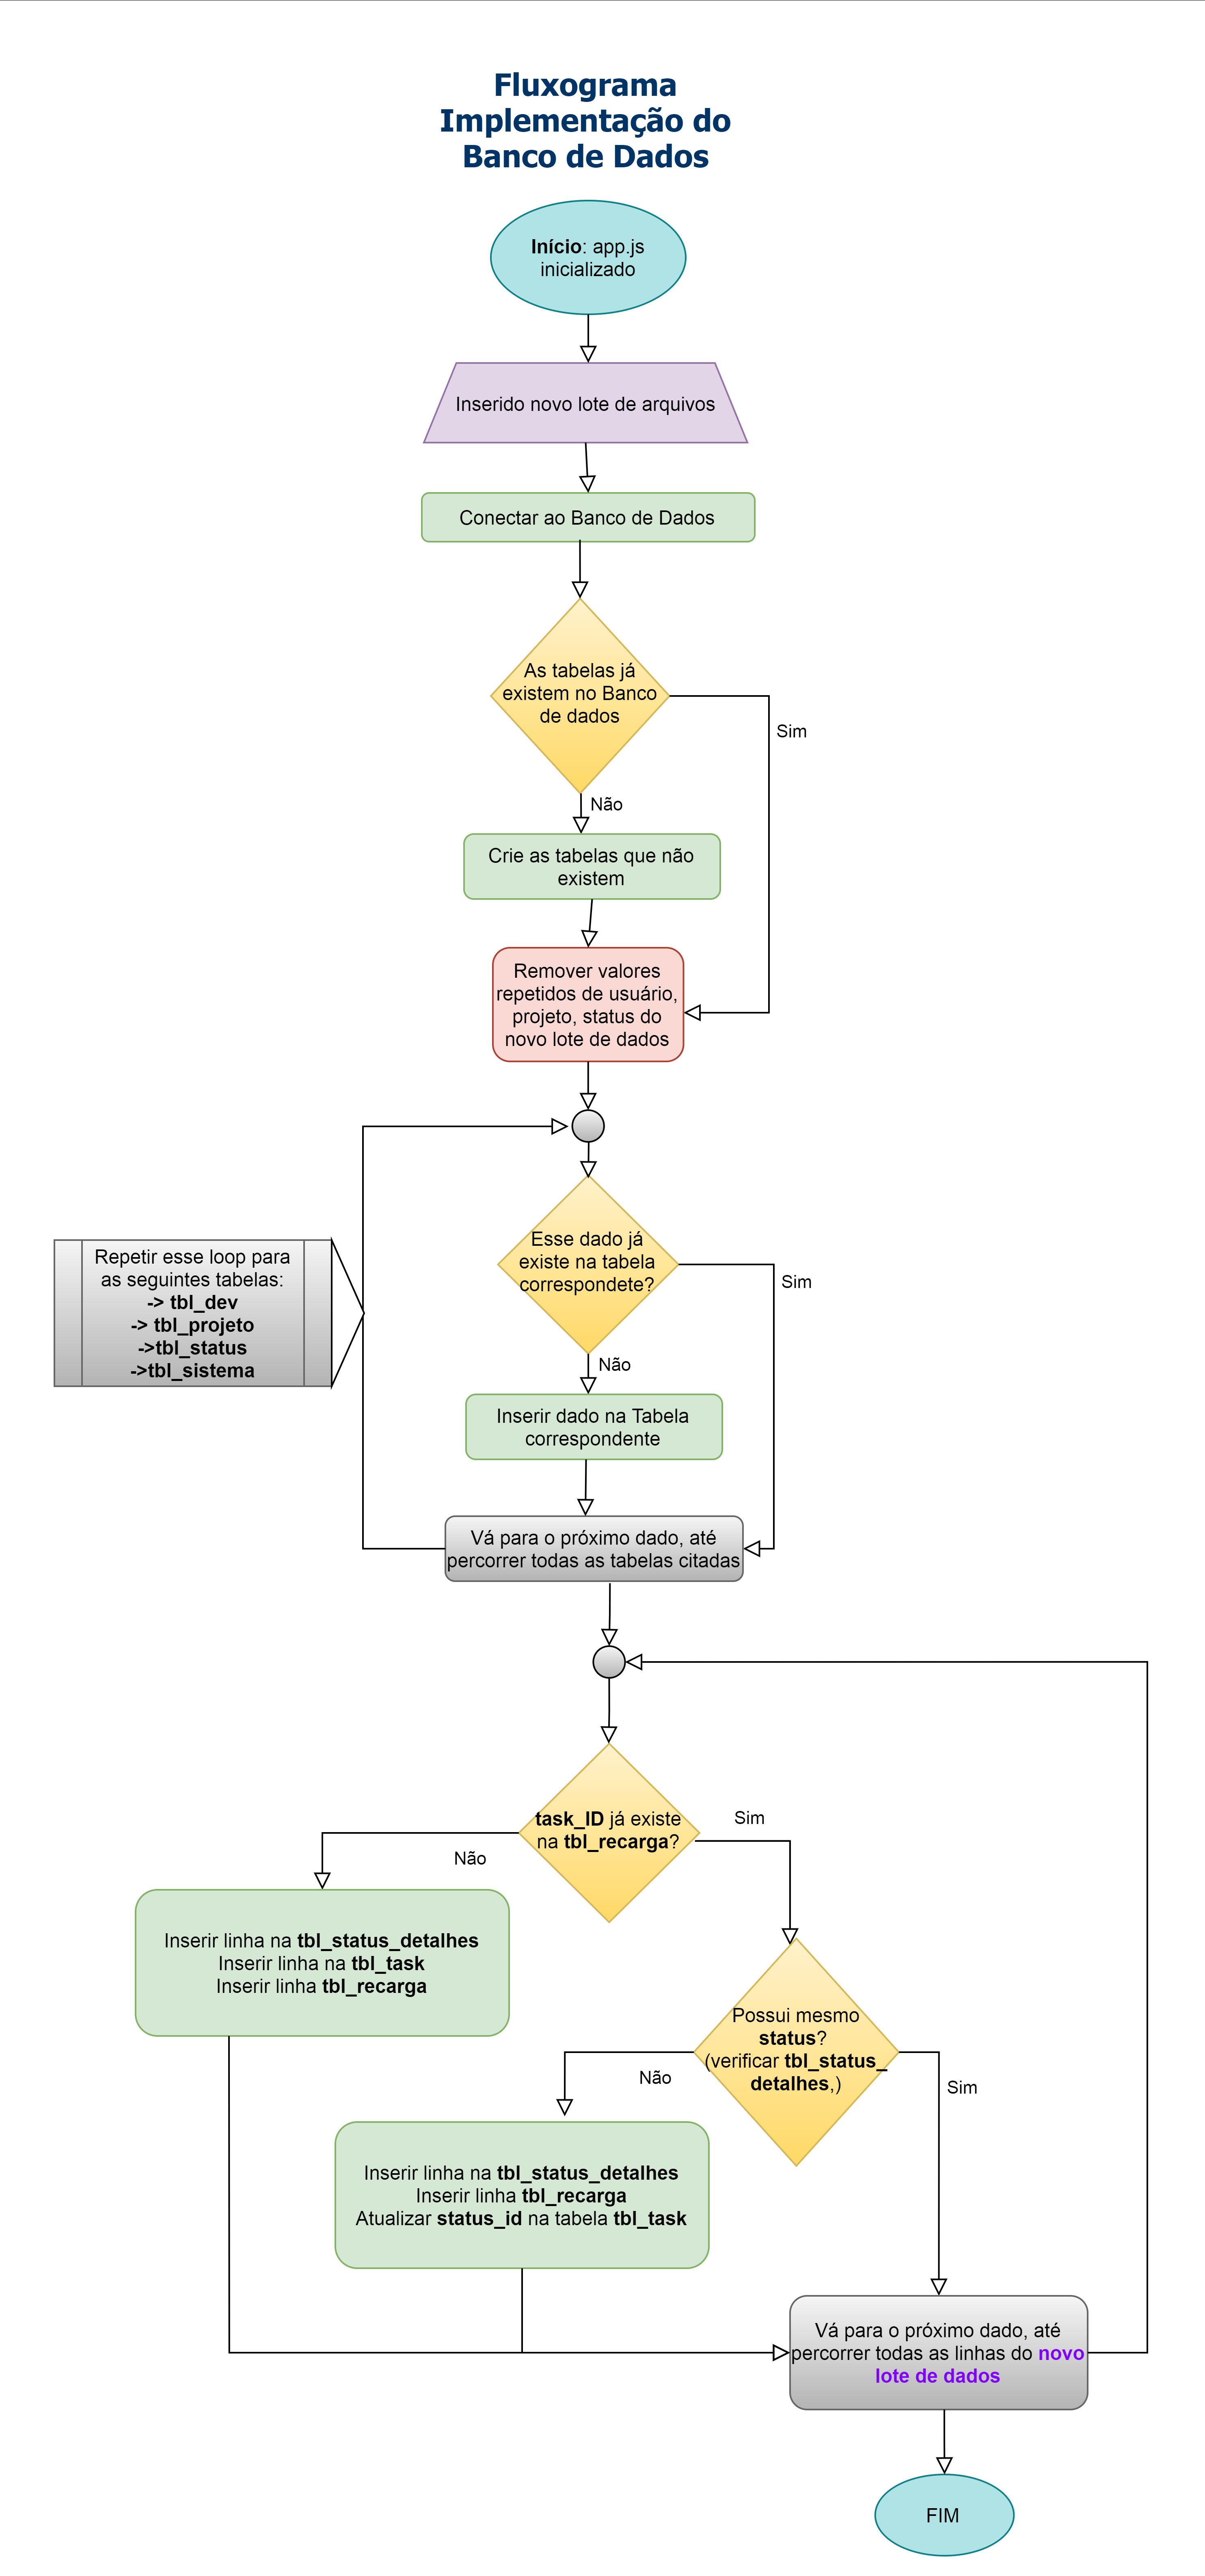 Fluxograma
Implementação do
Banco de Dados
Início: app.js
inicializado
Inserido novo lote de arquivos
Conectar ao Banco de Dados
As tabelas já
existem no Banco
de dados
Sim
Não
Crie as tabelas que não
existem
Remover valores
repetidos de usuário,
projeto, status do
novo lote de dados
Esse dado já
existe na tabela
correspondete?
Sim
Repetir esse loop para
as seguintes tabelas:
-> tbl_dev
-> tbl_projeto
->tbl_status
->tbl_sistema
Não
Inserir dado na Tabela
correspondente
Vá para o próximo dado, até
percorrer todas as tabelas citadas
task_ID já existe
na tbl_recarga?
Sim
Não
Inserir linha na tbl_status_detalhes
Inserir linha na tbl_task
Inserir linha tbl_recarga
Possui mesmo
status?
(verificar tbl_status_
detalhes,)
Não
Sim
Inserir linha na tbl_status_detalhes
Inserir linha tbl_recarga
Atualizar status_id na tabela tbl_task
Vá para o próximo dado, até
percorrer todas as linhas do novo
lote de dados
FIM